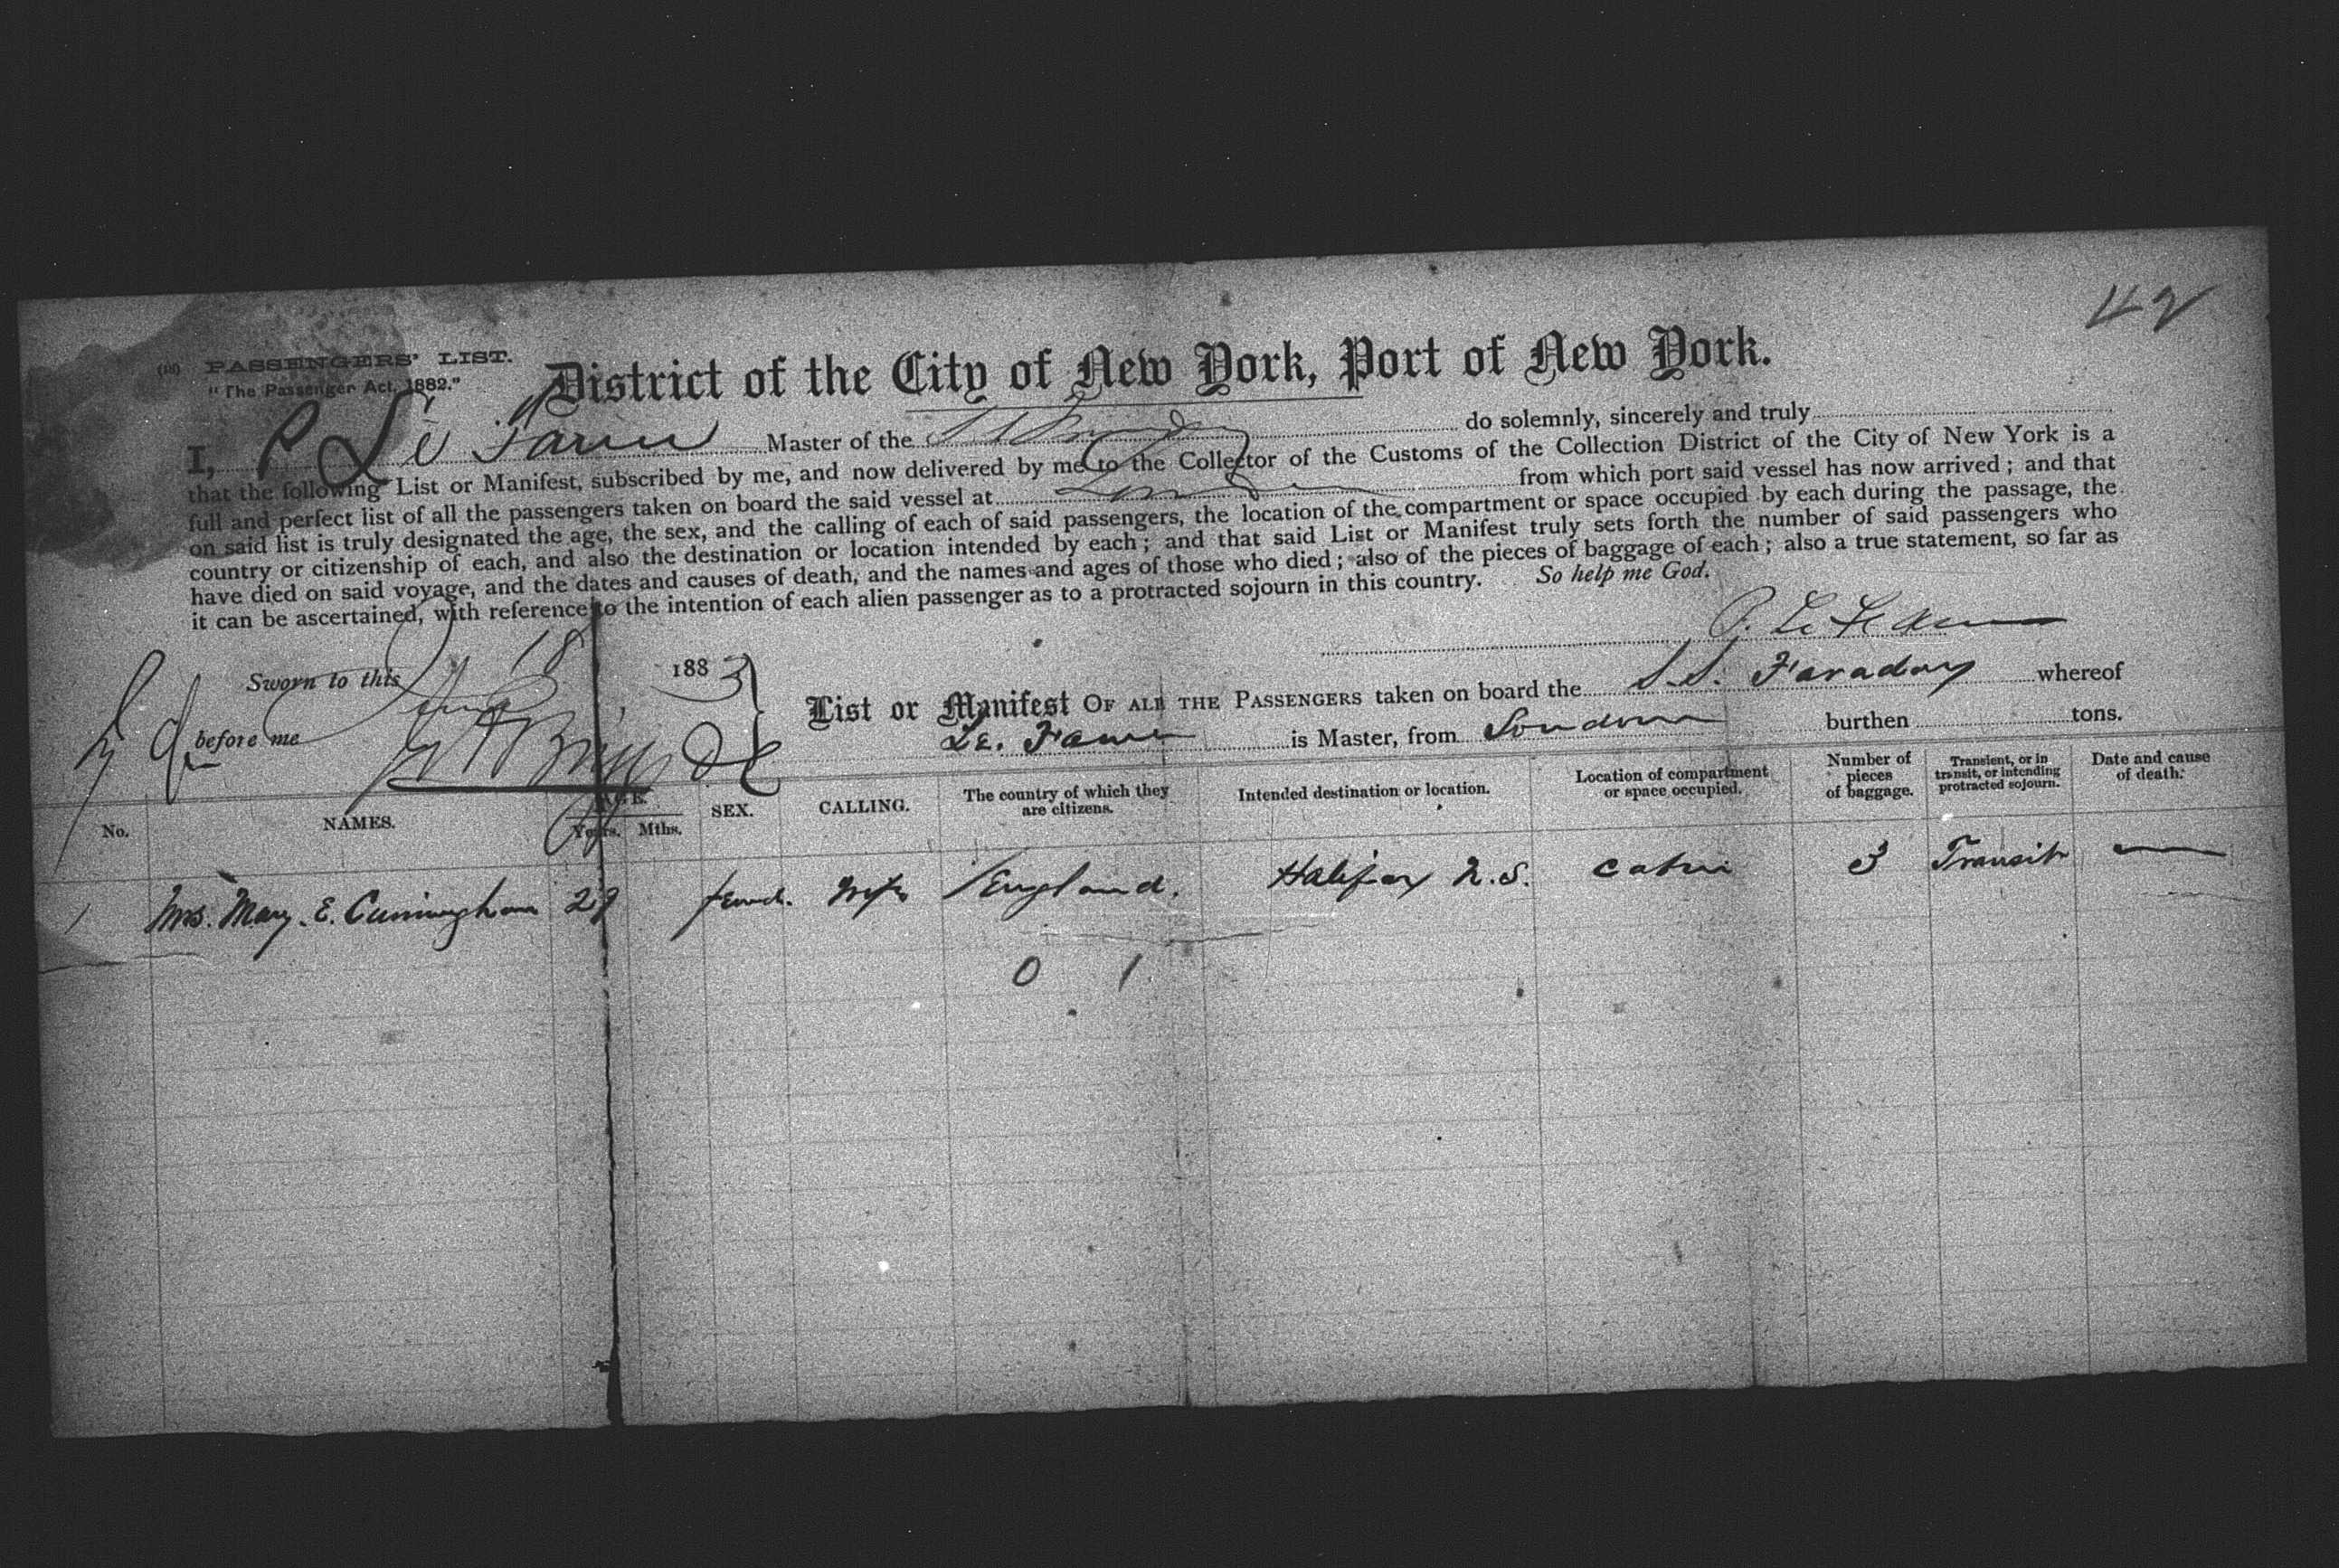 42
PASSENGERS' LIST.
"The Passenger Act, 1882."
District of the City of New York, Port of New York.
I, P Le Fanu Master of the S S Faraday do solemnly, sincerely and truly
that the following List or Manifest, subscribed by me, and now delivered by me to the Collector of the Customs of the Collection District of the City of New York is a
full and perfect list of all the passengers taken on board the said vessel at London from which port said vessel has now arrived; and that
on said list is truly designated the age, the sex, and the calling of each of said passengers, the location of the compartment or space occupied by each during the passage, the
country or citizenship of each, and also the destination or location intended by each; and that said List or Manifest truly sets forth the number of said passengers who
have died on said voyage, and the dates and causes of death, and the names and ages of those who died; also of the pieces of baggage of each; also a true statement, so far as
it can be ascertained, with reference to the intention of each alien passenger as to a protracted sojourn in this country. So help me God.
Sworn to this 18 1883
before me
List or Manifest OF ALL THE PASSENGERS taken on board the S.S. Faraday whereof
Le. Fanu is Master, from London burthen tons.
No. NAMES. AGE. Years. Mths. SEX. CALLING. The country of which they are citizens. Intended destination or location. Location of compartment or space occupied. Number of pieces of baggage. Transient, or in transit, or intending protracted sojourn. Date and cause of death.
1 Mrs. Mary. E. Cunningham 29 Wife England. Halifax N.S. Cabin 3 Transit —
0 1